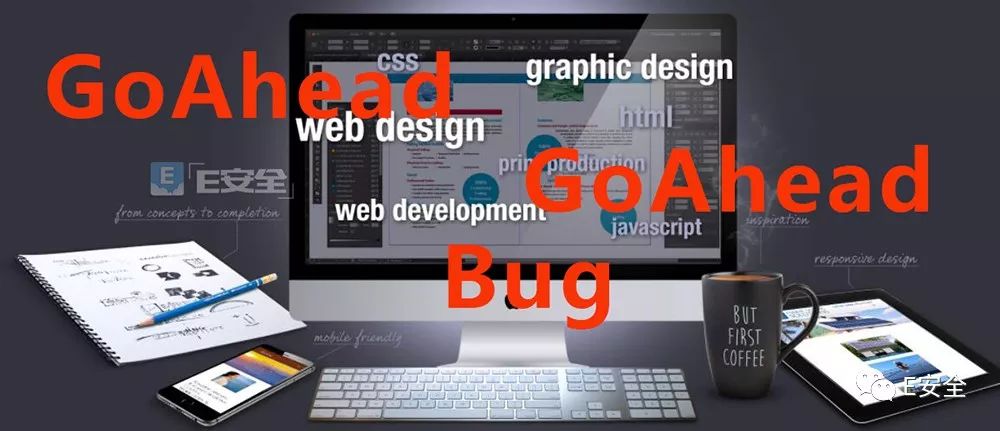 GoAhead
css
graphic design
web design
html
print production
GoAhead
E安全
from concepts to completion
web development
javascript
inspiration
responsive design
Bug
mobile friendly
BUT
FIRST
COFFEE
E安全